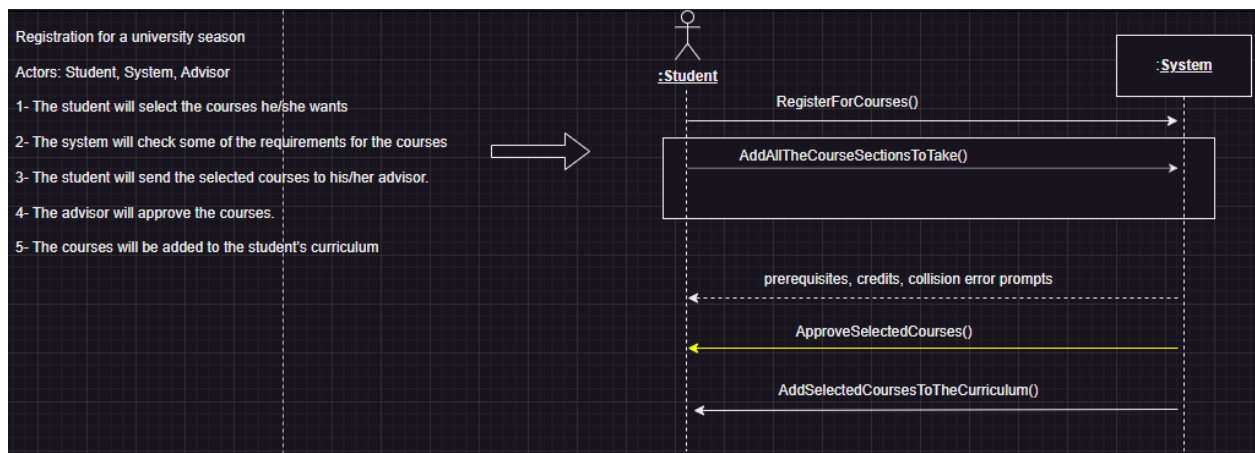 Registration for a university season
Actors: Student, System, Advisor
1- The student will select the courses he/she wants
2- The system will check some of the requirements for the courses
3- The student will send the selected courses to his/her advisor.
4- The advisor will approve the courses.
5- The courses will be added to the student's curriculum
:Student
:System
RegisterForCourses()
AddAllTheCourseSectionsToTake()
prerequisites, credits, collision error prompts
ApproveSelectedCourses()
AddSelectedCoursesToTheCurriculum()